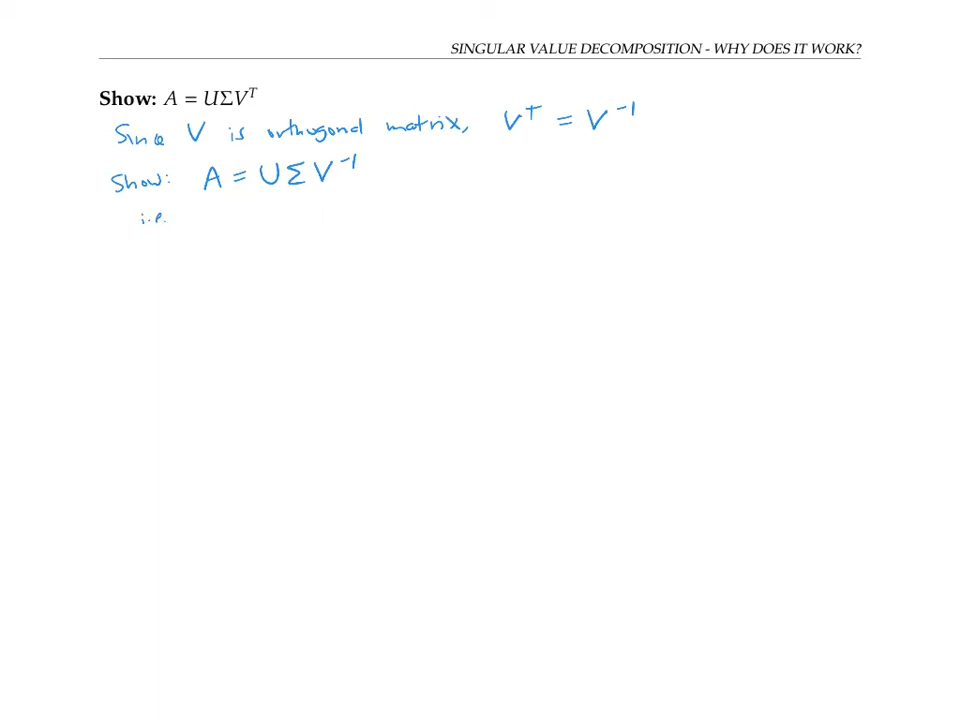 SINGULAR VALUE DECOMPOSITION - WHY DOES IT WORK?
Show: A = UΣV^T
Since V is orthogonal matrix, V^T = V^-1
Show: A = UΣV^-1
i.e.